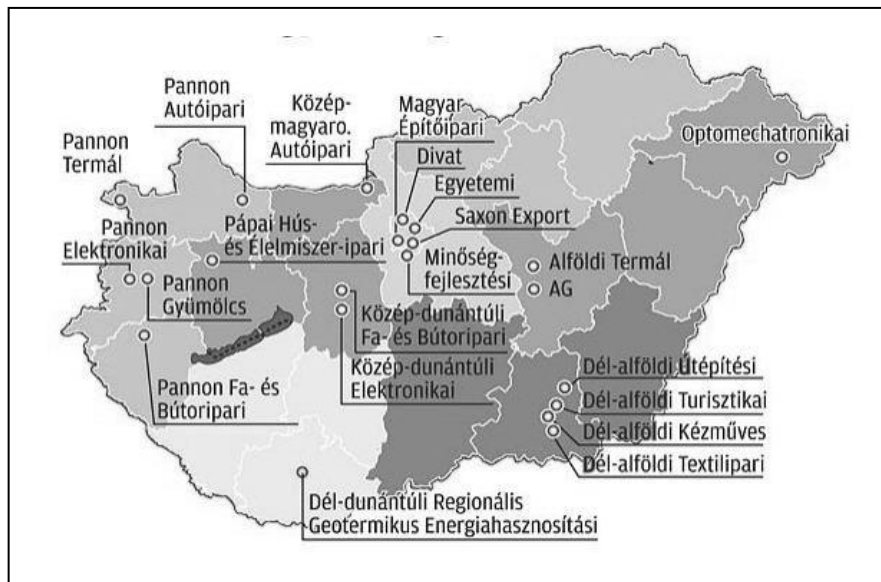 Pannon
Autóipari
Közép-
magyaro.
Autóipari
Magyar
Építőipari
Divat
Egyetemi
Saxon Export
Minőség-
fejlesztési
Optomechatronikai
Pannon
Termál
Pannon
Elektronikai
Pápai Hús-
és Élelmiszer-ipari
Pannon
Gyümölcs
Alföldi Termál
AG
Közép-dunántúli
Fa- és Bútoripari
Közép-dunántúli
Elektronikai
Pannon Fa- és
Bútoripari
Dél-alföldi Útépítési
Dél-alföldi Turisztikai
Dél-alföldi Kézműves
Dél-alföldi Textilipari
Dél-dunántúli Regionális
Geotermikus Energiahasznosítási